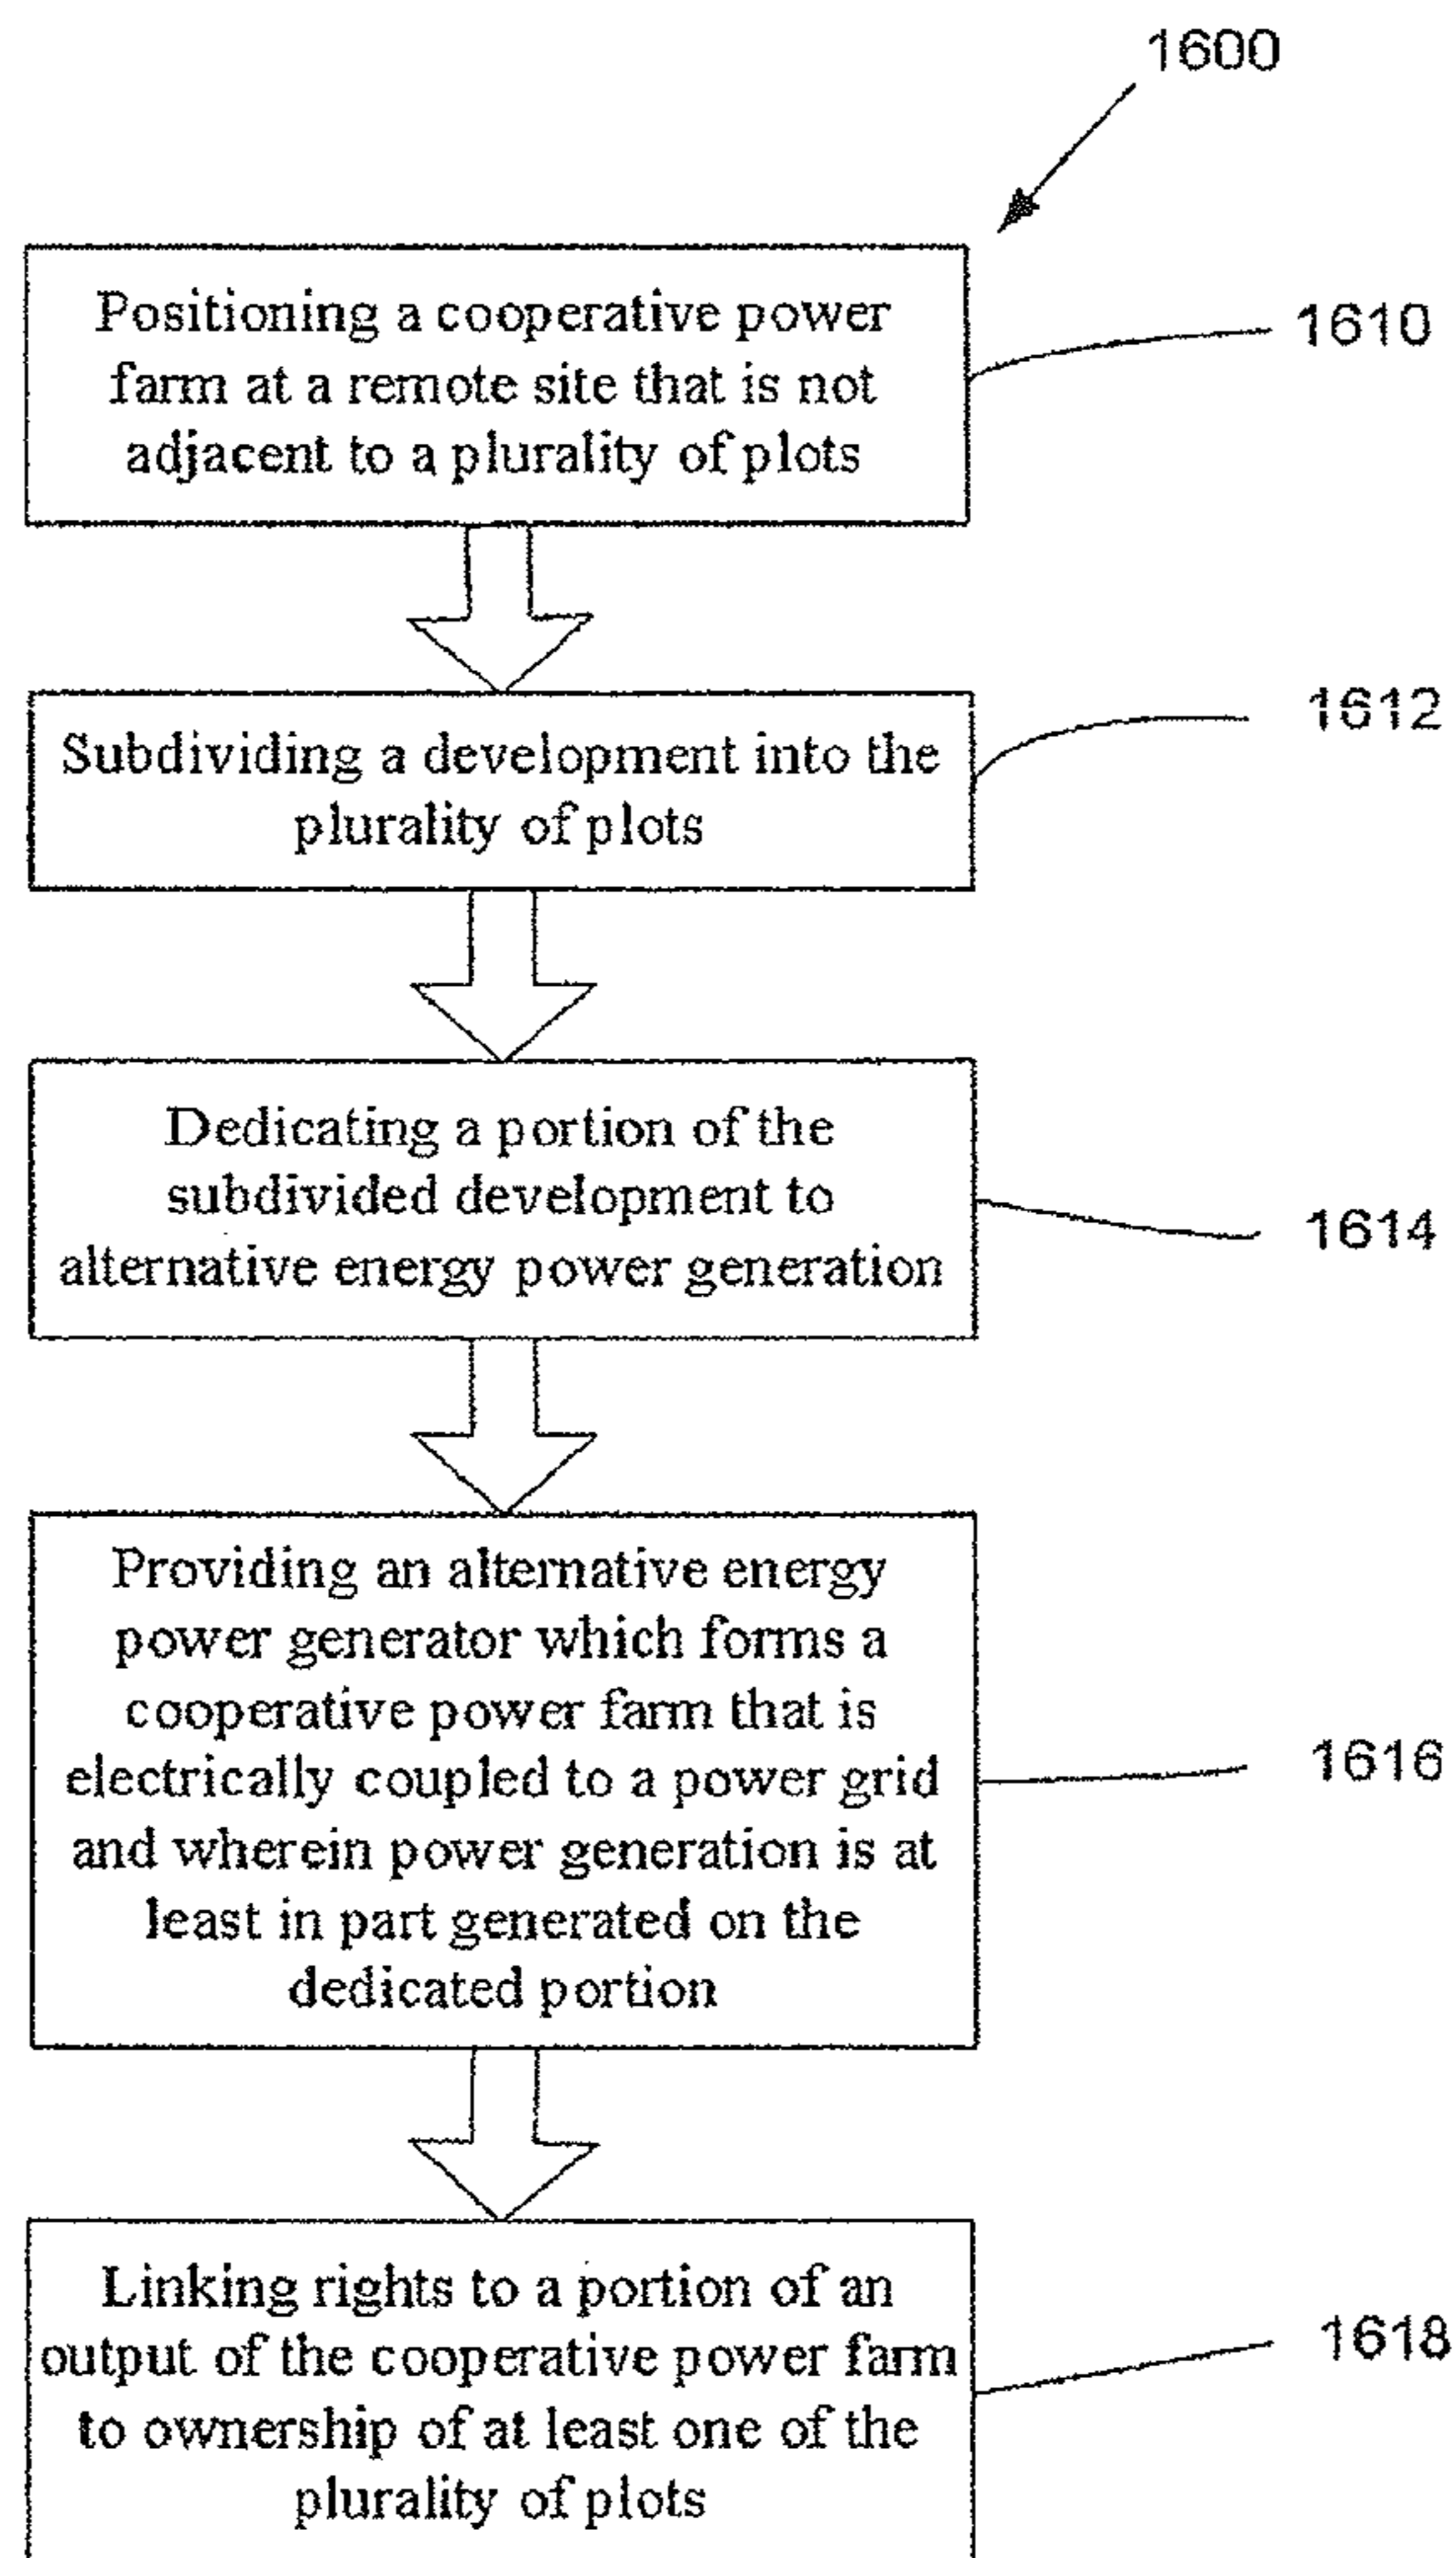 1600
Positioning a cooperative power
farm at a remote site that is not
adjacent to a plurality of plots
1610
Subdividing a development into the
plurality of plots
1612
Dedicating a portion of the
subdivided development to
alternative energy power generation
1614
Providing an alternative energy
power generator which forms a
cooperative power farm that is
electrically coupled to a power grid
and wherein power generation is at
least in part generated on the
dedicated portion
1616
Linking rights to a portion of an
output of the cooperative power farm
to ownership of at least one of the
plurality of plots
1618